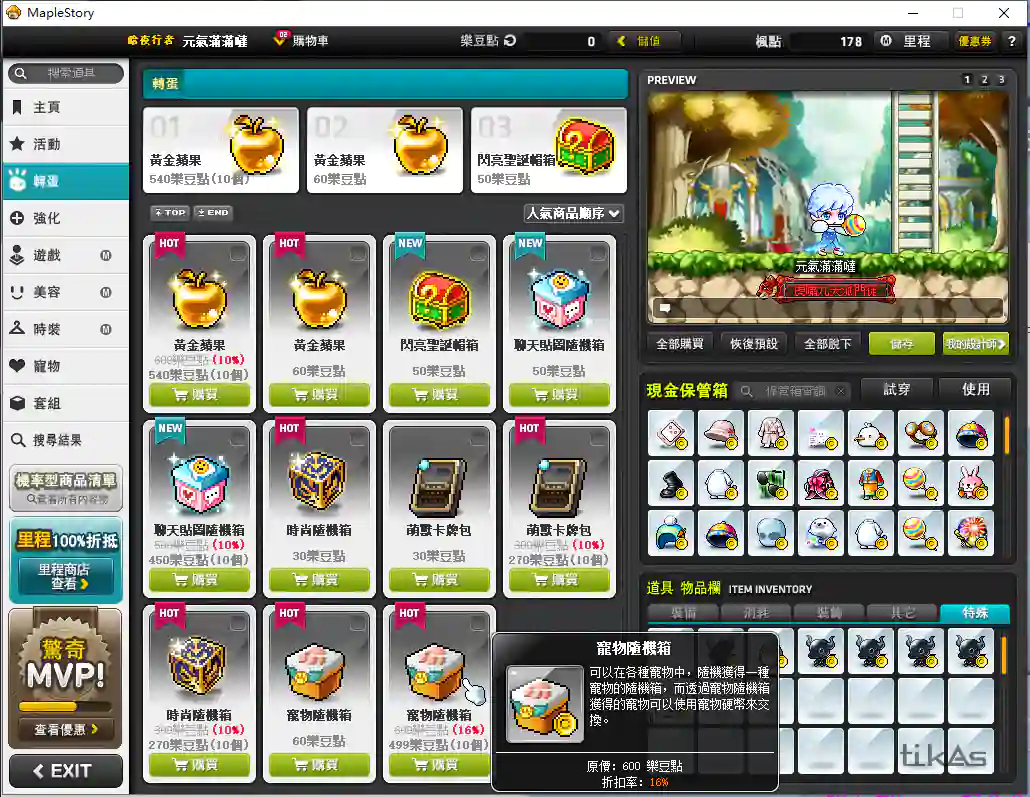 MapleStory
暗夜行者 元氣滿滿噠
02
購物車
樂豆點
0
儲值
楓點
178
M 里程
優惠券
?
搜索道具
主頁
活動
轉蛋
強化
遊戲 M
美容 M
時裝 M
寵物
套組
搜尋結果
機率型商品清單
查看所有內容物
里程100%折抵
里程商店
查看
驚奇
MVP!
查看優惠
EXIT
轉蛋
01
黃金蘋果
540樂豆點(10個)
02
黃金蘋果
60樂豆點
03
閃亮聖誕帽箱
50樂豆點
TOP
END
人氣商品順序
HOT
黃金蘋果
600樂豆點 (10%)
540樂豆點(10個)
購買
HOT
黃金蘋果
60樂豆點
購買
NEW
閃亮聖誕帽箱
50樂豆點
購買
NEW
聊天貼圖隨機箱
50樂豆點
購買
NEW
聊天貼圖隨機箱
500樂豆點 (10%)
450樂豆點(10個)
購買
HOT
時尚隨機箱
30樂豆點
購買
萌獸卡牌包
30樂豆點
購買
HOT
萌獸卡牌包
300樂豆點 (10%)
270樂豆點(10個)
購買
HOT
時尚隨機箱
300樂豆點 (10%)
270樂豆點(10個)
購買
HOT
寵物隨機箱
60樂豆點
購買
HOT
寵物隨機箱
600樂豆點 (16%)
499樂豆點(10個)
購買
PREVIEW
1 2 3
元氣滿滿噠
全部購買
恢復預設
全部脫下
儲存
我的設計師
現金保管箱
保管箱查詢
試穿
使用
道具 物品欄 ITEM INVENTORY
裝備
消耗
裝飾
其它
特殊
寵物隨機箱
可以在各種寵物中，隨機獲得一種
寵物的隨機箱，而透過寵物隨機箱
獲得的寵物可以使用寵物硬幣來交
換。
原價: 600 樂豆點
折扣率: 16%
tikAs